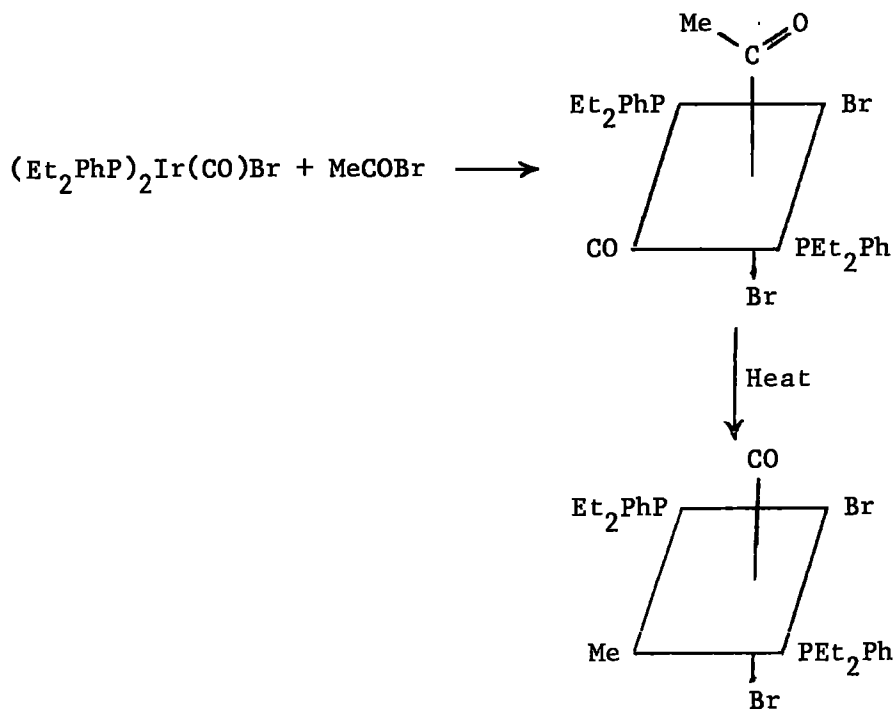 Me O
C
Et2PhP Br
(Et2PhP)2Ir(CO)Br + MeCOBr
CO PEt2Ph
Br
Heat
CO
Et2PhP Br
Me PEt2Ph
Br